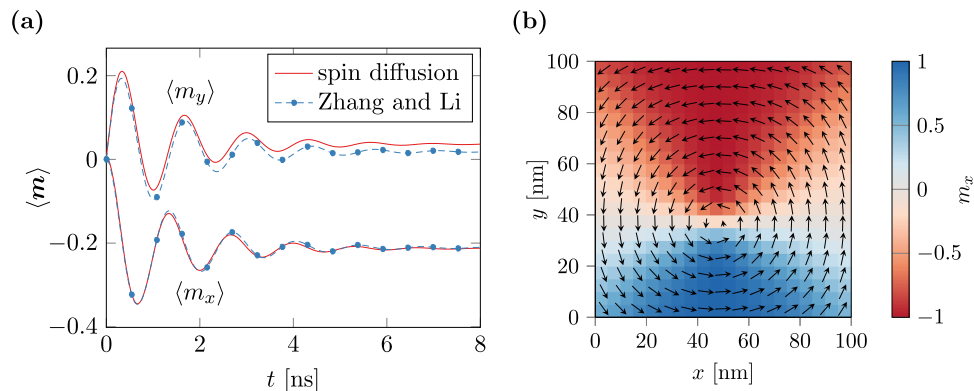 (a)
⟨m⟩
0.2
0
−0.2
−0.4
0 2 4 6 8
t [ns]
⟨m_y⟩
⟨m_x⟩
spin diffusion
Zhang and Li
(b)
y [nm]
100
80
60
40
20
0
0 20 40 60 80 100
x [nm]
1
0.5
0
−0.5
−1
m_x